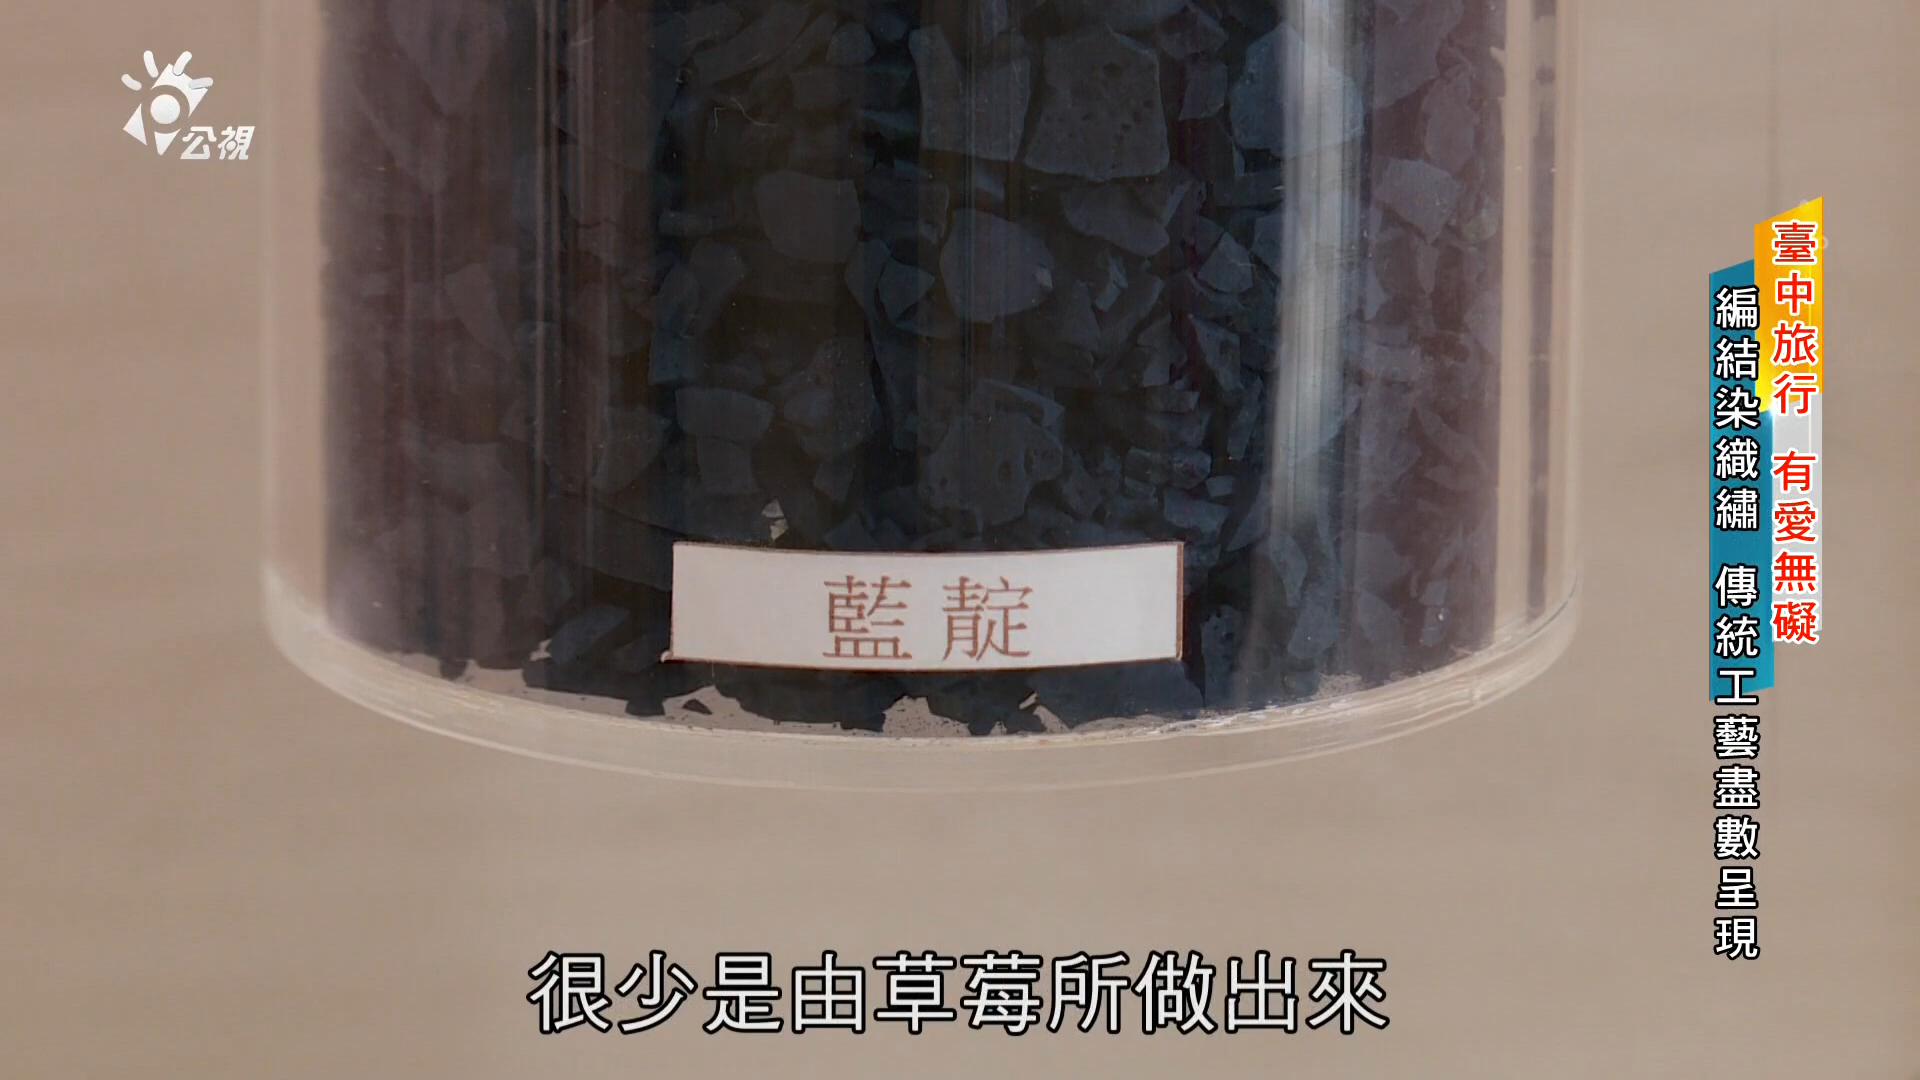 公視
臺中旅行 有愛無礙
編結染織繡 傳統工藝盡數呈現
藍靛
很少是由草莓所做出來